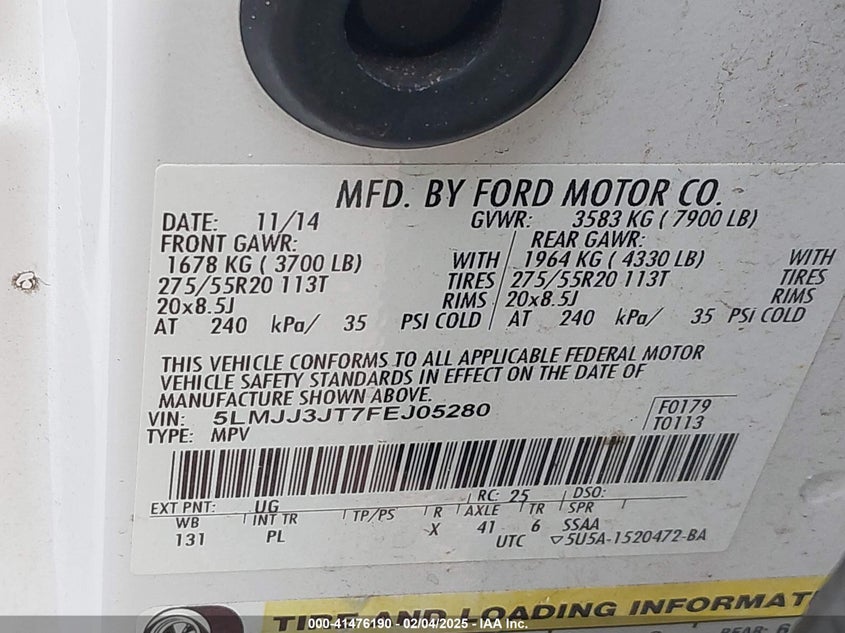 MFD. BY FORD MOTOR CO.
DATE: 11/14 GVWR: 3583 KG ( 7900 LB)
FRONT GAWR: REAR GAWR:
1678 KG ( 3700 LB) WITH 1964 KG ( 4330 LB) WITH
275/55R20 113T TIRES 275/55R20 113T TIRES
20x8.5J RIMS 20x8.5J RIMS
AT 240 kPa/ 35 PSI COLD AT 240 kPa/ 35 PSI COLD
THIS VEHICLE CONFORMS TO ALL APPLICABLE FEDERAL MOTOR
VEHICLE SAFETY STANDARDS IN EFFECT ON THE DATE OF
MANUFACTURE SHOWN ABOVE.
VIN: 5LMJJ3JT7FEJ05280 F0179
TYPE: MPV T0113
EXT PNT: UG RC: 25 DSO:
WB INT TR TP/PS R AXLE TR SPR
131 PL X 41 6 SSAA
UTC 5U5A-1520472-BA
TIRE AND LOADING INFORMATI
000-41476190 - 02/04/2025 - IAA Inc.